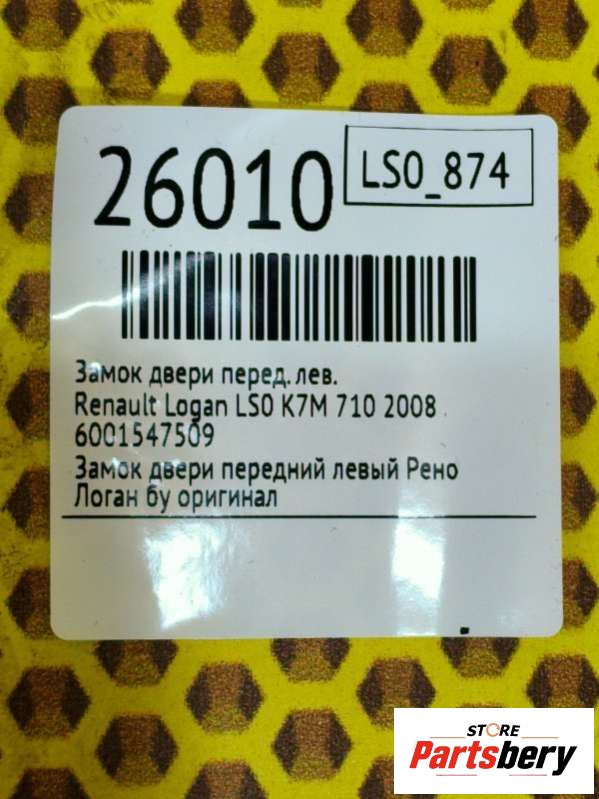 26010
LS0_874
Замок двери перед. лев.
Renault Logan LS0 K7M 710 2008
6001547509
Замок двери передний левый Рено
Логан бу оригинал
STORE
Partsbery